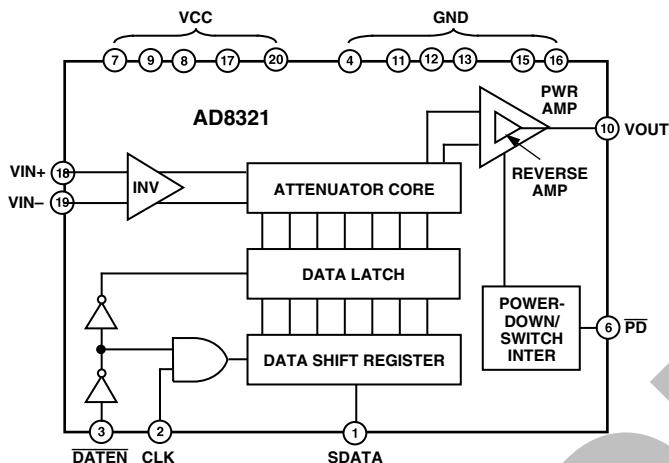 VCC
GND
7 9 8 17 20 4 11 12 13 15 16
AD8321
PWR
AMP
10 VOUT
REVERSE
AMP
VIN+ 18
VIN– 19
INV
ATTENUATOR CORE
DATA LATCH
POWER-
DOWN/
SWITCH
INTER
6 PD
DATA SHIFT REGISTER
3 2 1
DATEN CLK SDATA